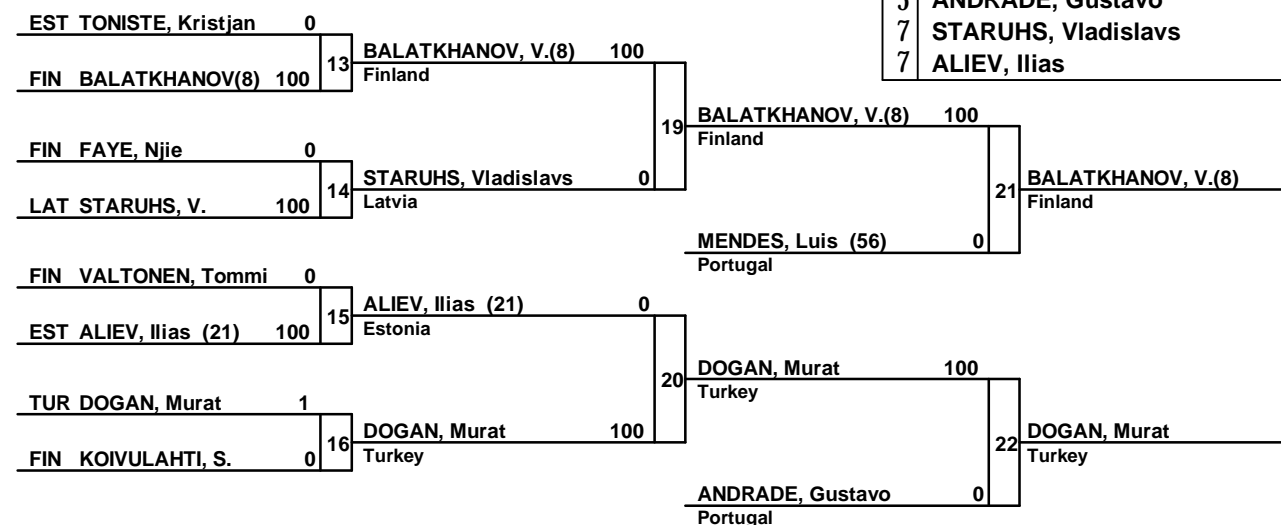 ANDRADE, Gustavo
7 STARUHS, Vladislavs
7 ALIEV, Ilias
EST TONISTE, Kristjan 0
13
FIN BALATKHANOV(8) 100
BALATKHANOV, V.(8) 100
Finland
FIN FAYE, Njie 0
14
LAT STARUHS, V. 100
STARUHS, Vladislavs 0
Latvia
19
BALATKHANOV, V.(8) 100
Finland
MENDES, Luis (56) 0
Portugal
21
BALATKHANOV, V.(8)
Finland
FIN VALTONEN, Tommi 0
15
EST ALIEV, Ilias (21) 100
ALIEV, Ilias (21) 0
Estonia
TUR DOGAN, Murat 1
16
FIN KOIVULAHTI, S. 0
DOGAN, Murat 100
Turkey
20
DOGAN, Murat 100
Turkey
ANDRADE, Gustavo 0
Portugal
22
DOGAN, Murat
Turkey